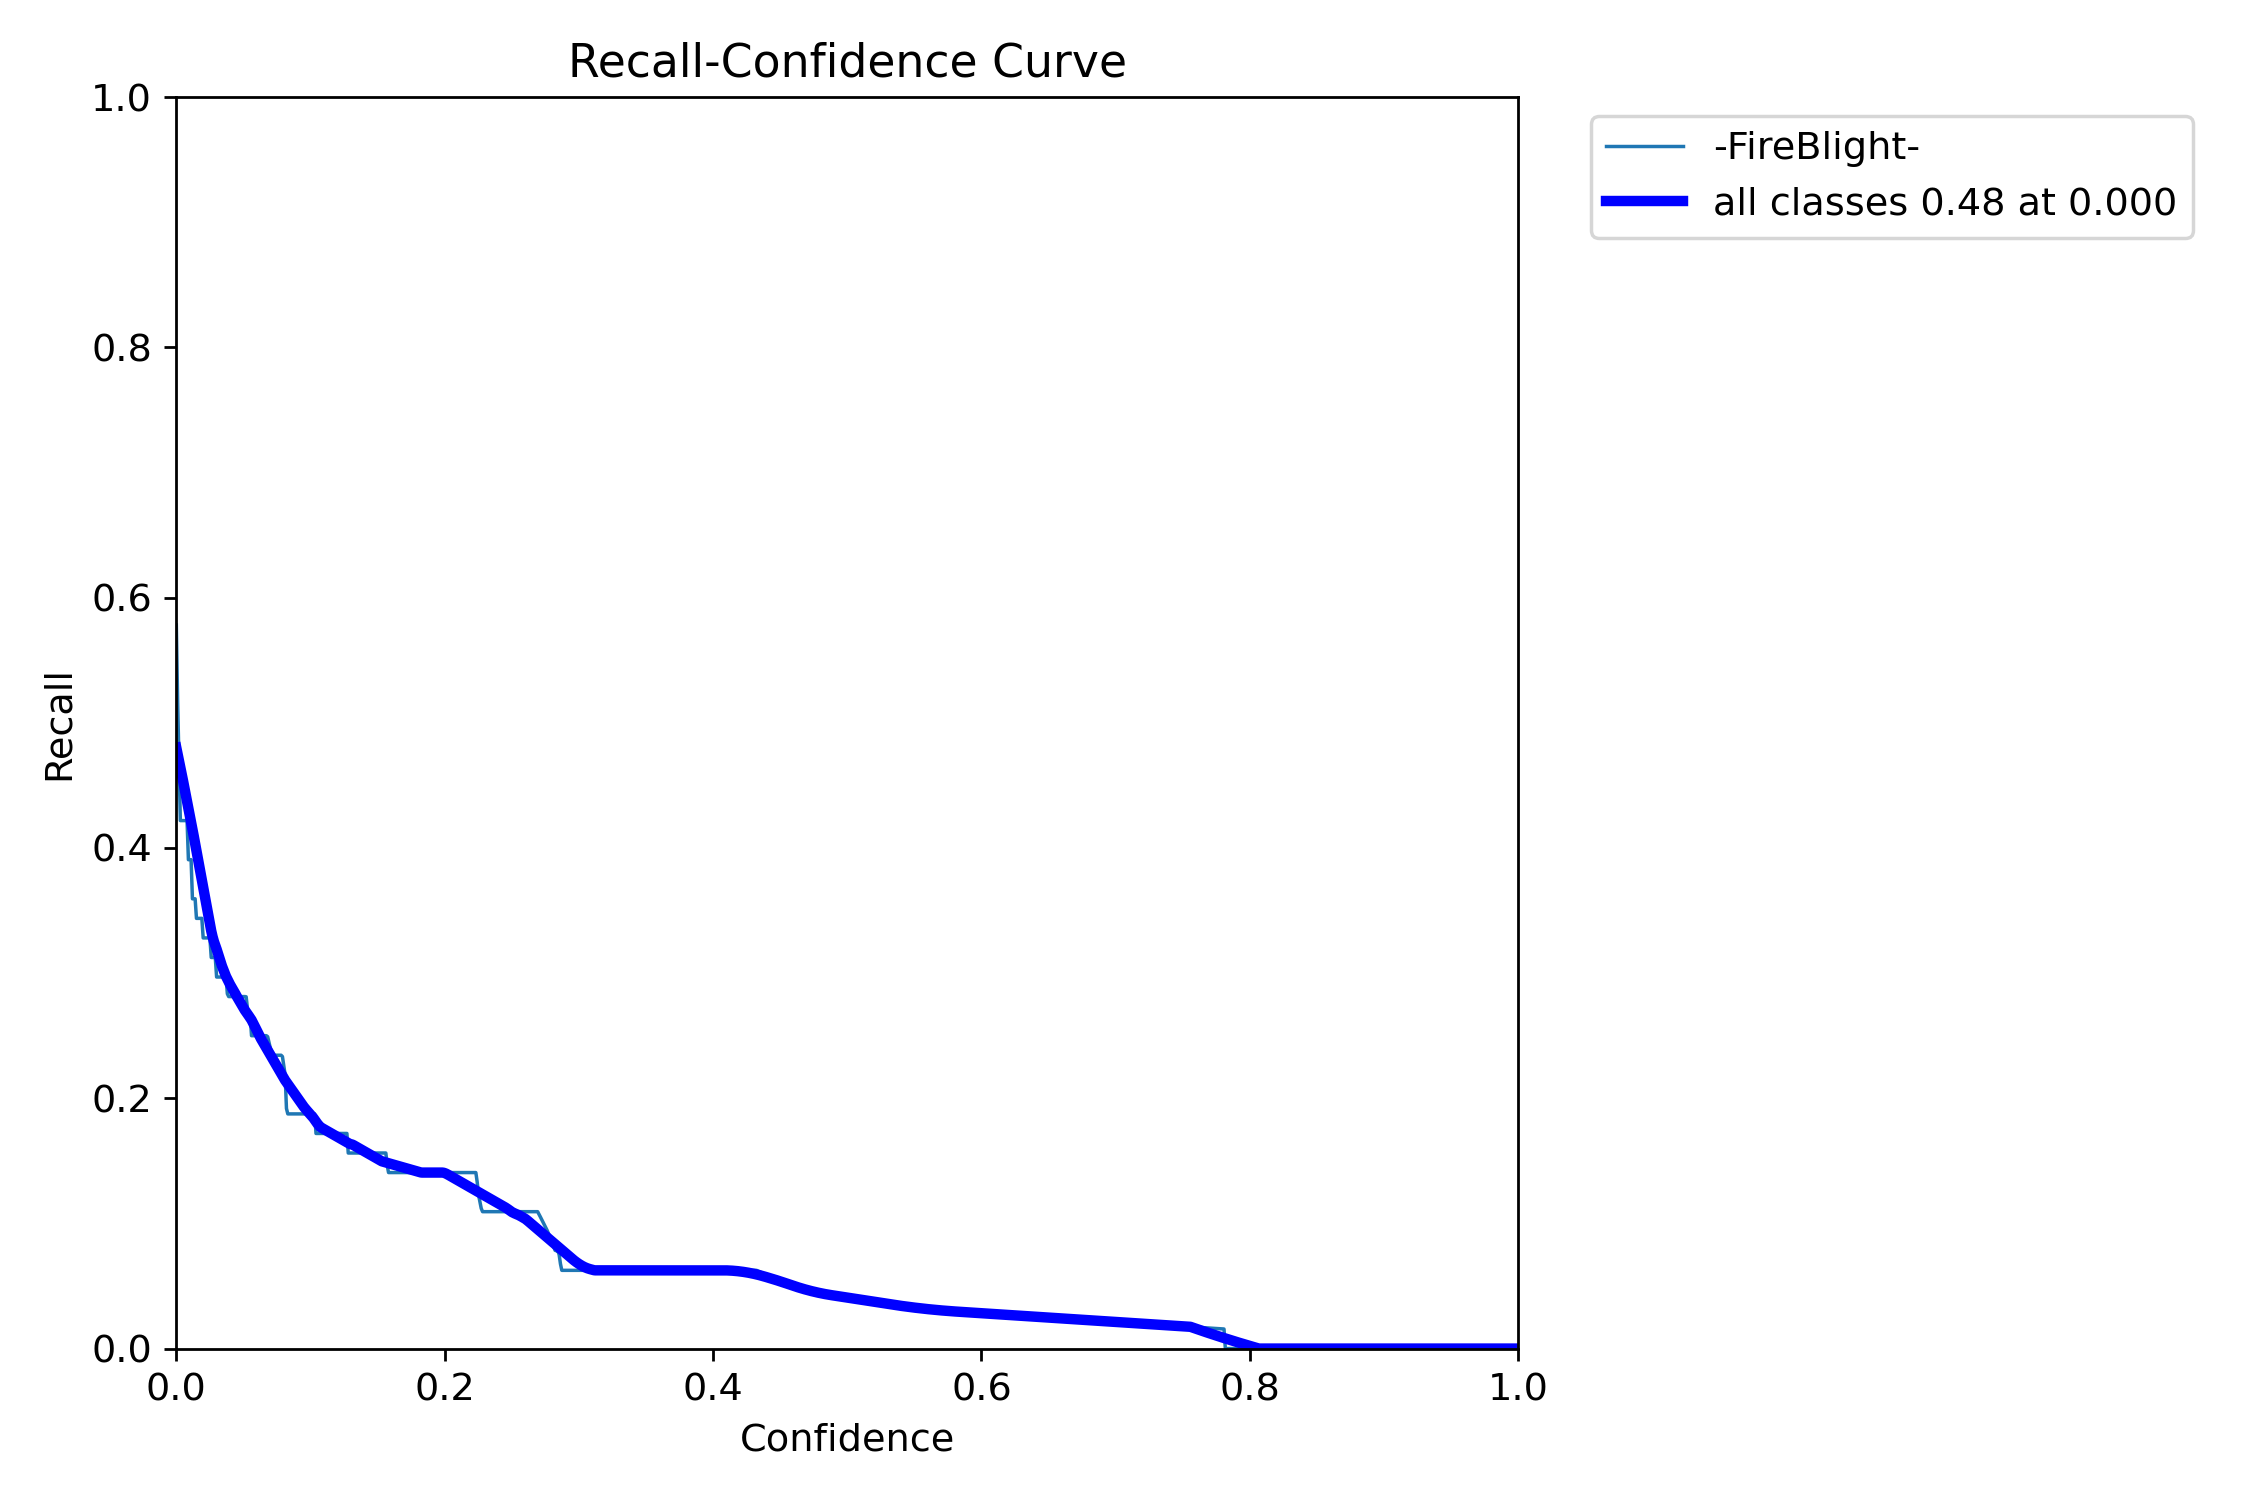 Recall-Confidence Curve
1.0
0.8
0.6
0.4
0.2
0.0
Recall
0.0 0.2 0.4 0.6 0.8 1.0
Confidence
-FireBlight-
all classes 0.48 at 0.000